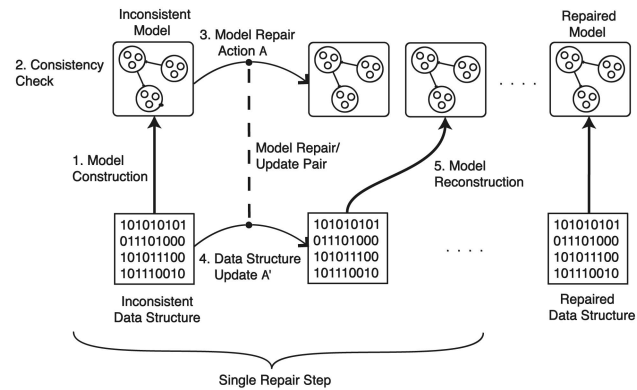 Inconsistent
Model
3. Model Repair
Action A
Repaired
Model
2. Consistency
Check
1. Model
Construction
Model Repair/
Update Pair
5. Model
Reconstruction
101010101
011101000
101011100
101110010
101010101
011101000
101011100
101110010
101010101
011101000
101011100
101110010
4. Data Structure
Update A'
Inconsistent
Data Structure
Repaired
Data Structure
Single Repair Step